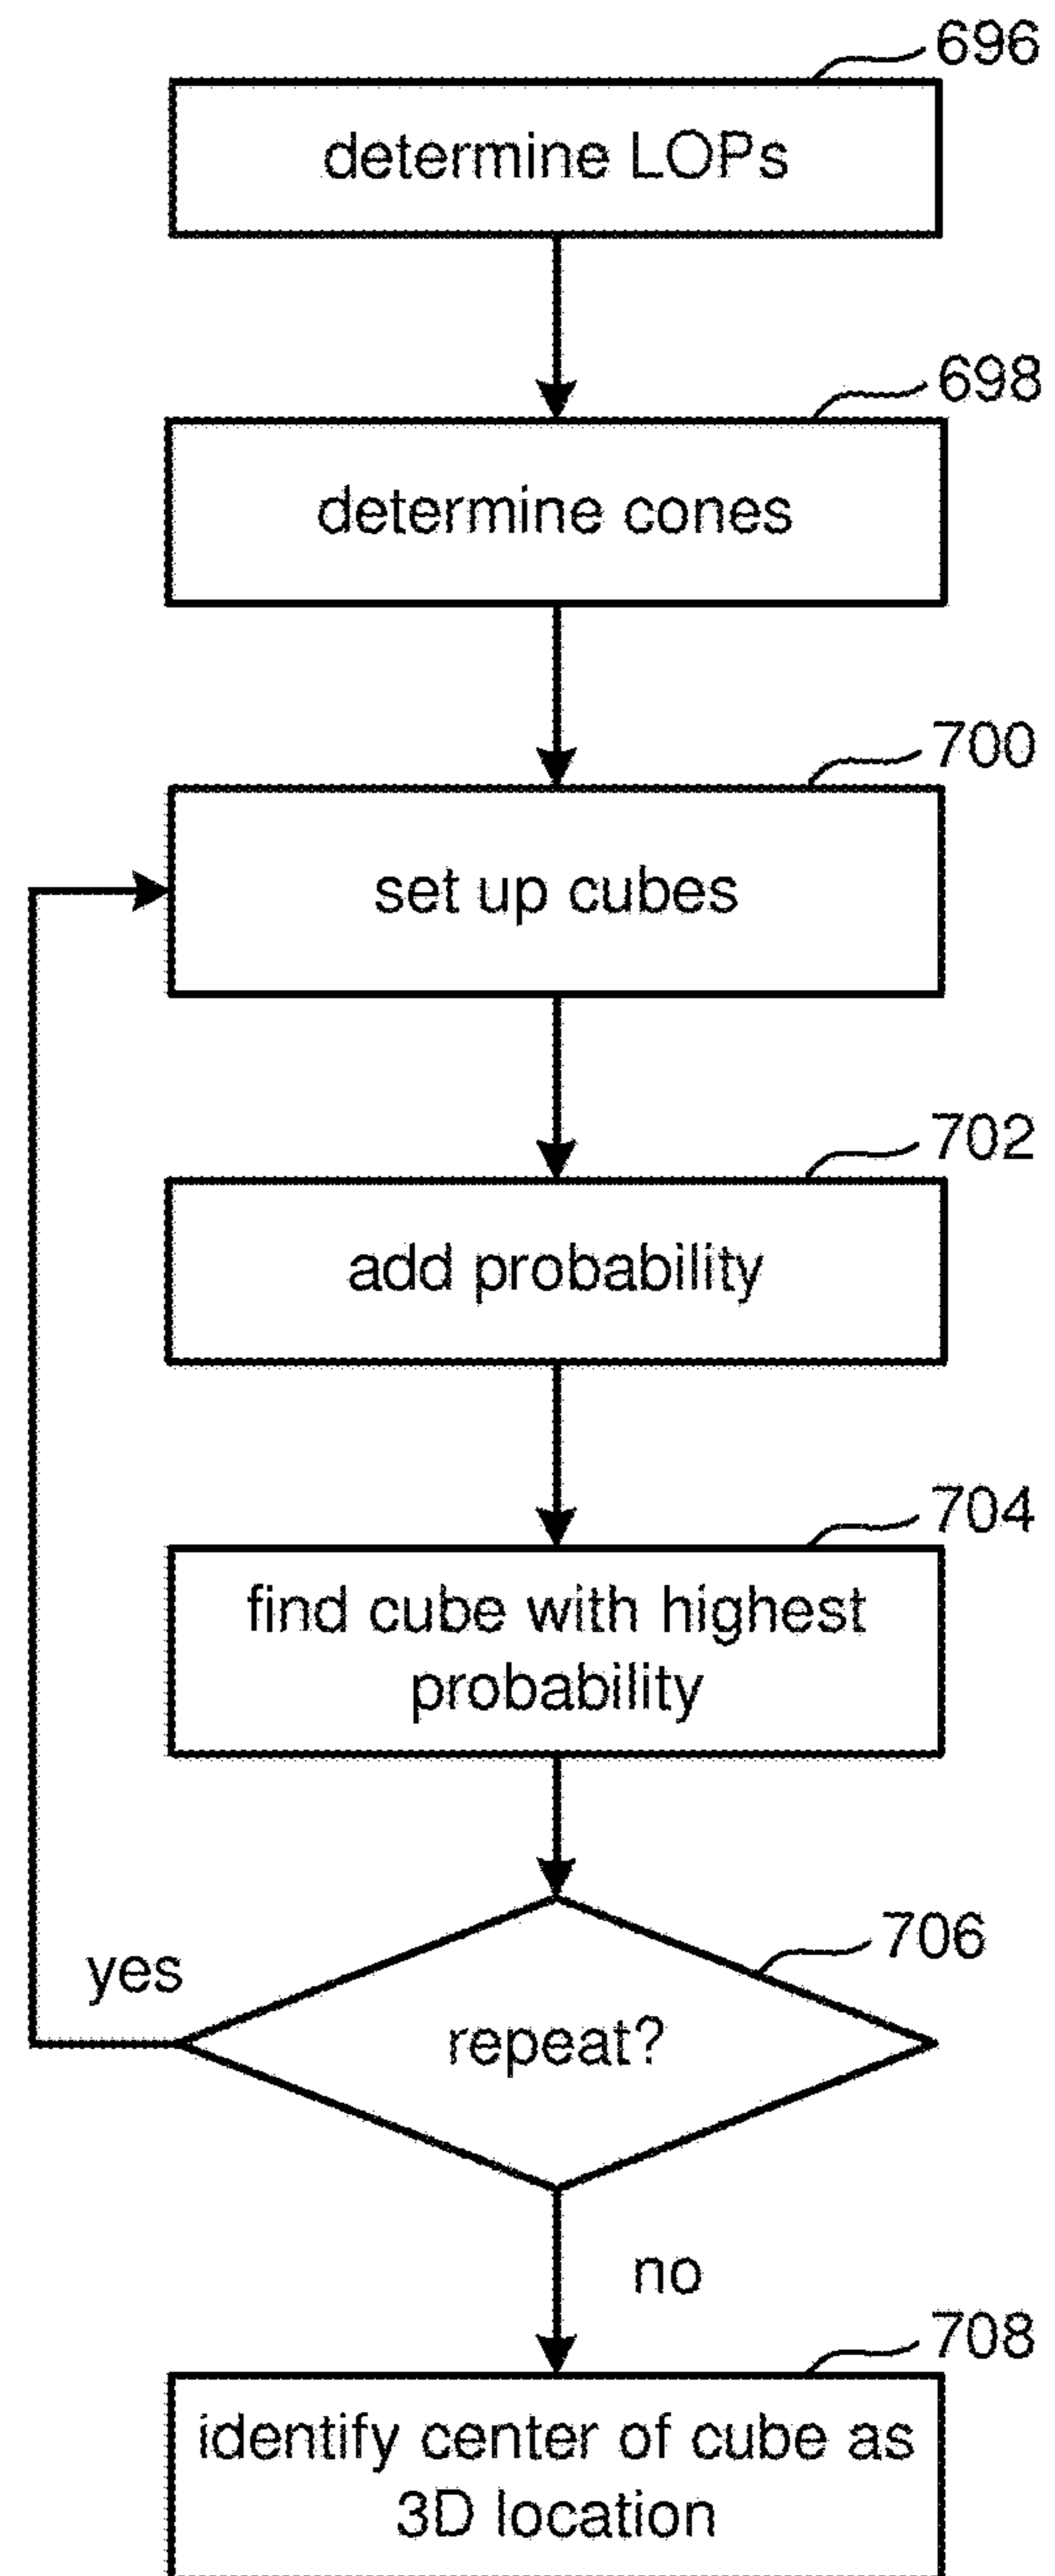 696
determine LOPs
698
determine cones
700
set up cubes
702
add probability
704
find cube with highest
probability
706
yes
repeat?
no
708
identify center of cube as
3D location